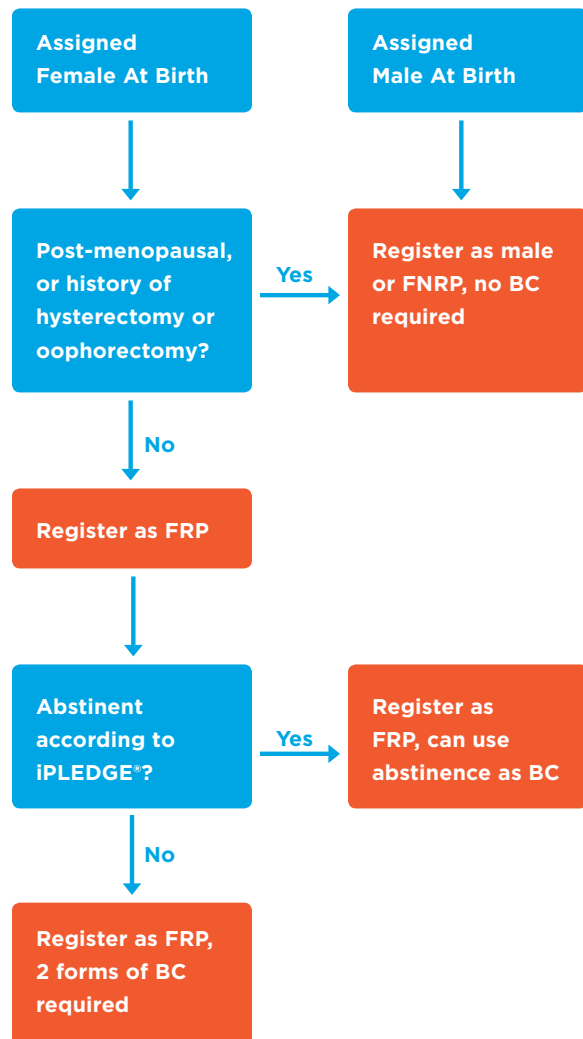 Assigned
Female At Birth
Assigned
Male At Birth
Post-menopausal,
or history of
hysterectomy or
oophorectomy?
Yes
Register as male
or FNRP, no BC
required
No
Register as FRP
Abstinent
according to
iPLEDGE®?
Yes
Register as
FRP, can use
abstinence as BC
No
Register as FRP,
2 forms of BC
required